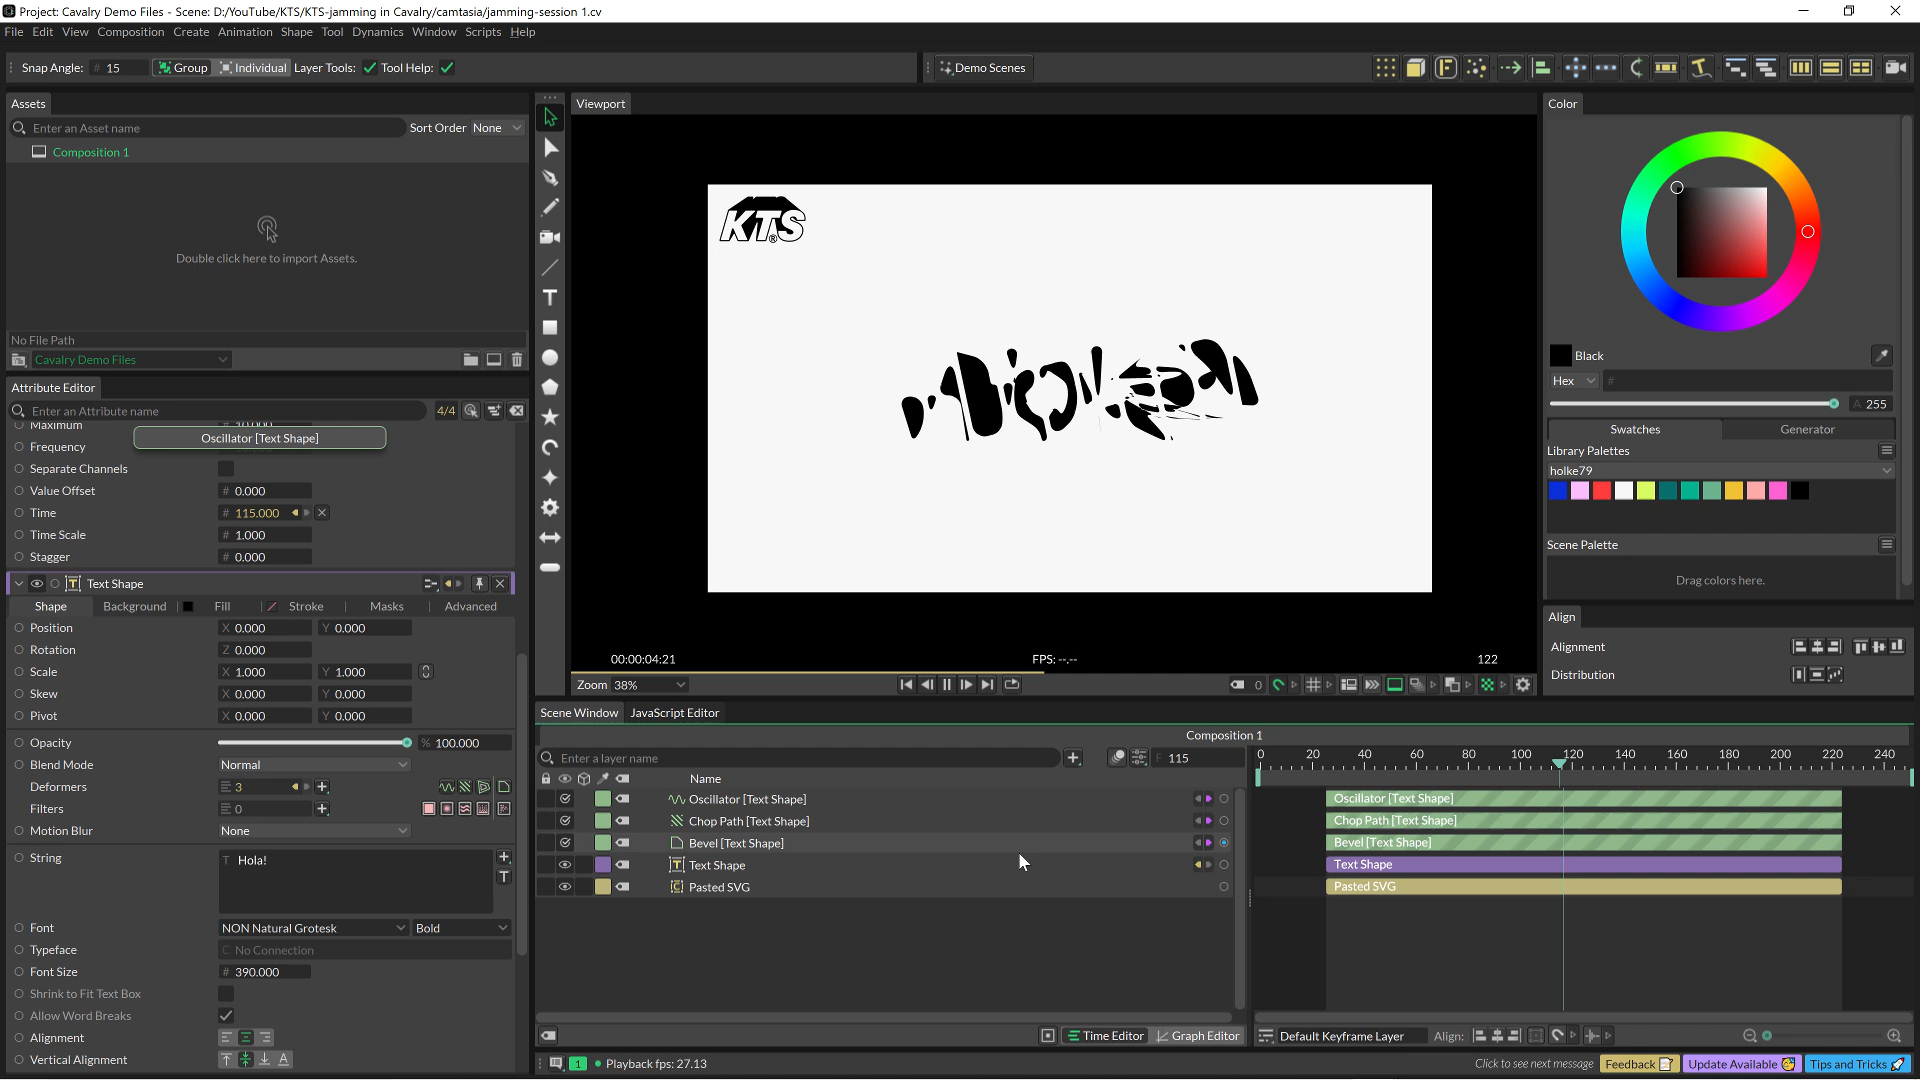 Project: Cavalry Demo Files - Scene: D:/YouTube/KTS/KTS-jamming in Cavalry/camtasia/jamming-session 1.cv
File Edit View Composition Create Animation Shape Tool Dynamics Window Scripts Help
Snap Angle: # 15 Group Individual Layer Tools: Tool Help: Demo Scenes
Assets
Enter an Asset name Sort Order None
Composition 1
Double click here to import Assets.
No File Path
Cavalry Demo Files
Attribute Editor
Enter an Attribute name 4/4
Maximum # 10.000
Oscillator [Text Shape]
Frequency
Separate Channels
Value Offset # 0.000
Time # 115.000
Time Scale # 1.000
Stagger # 0.000
Text Shape
Shape Background Fill Stroke Masks Advanced
Position X 0.000 Y 0.000
Rotation Z 0.000
Scale X 1.000 Y 1.000
Skew X 0.000 Y 0.000
Pivot X 0.000 Y 0.000
Opacity % 100.000
Blend Mode Normal
Deformers 3
Filters 0
Motion Blur None
String T Hola!
Font NON Natural Grotesk Bold
Typeface C No Connection
Font Size # 390.000
Shrink to Fit Text Box
Allow Word Breaks
Alignment
Vertical Alignment
Viewport
KTS®
00:00:04:21 FPS: --.-- 122
Zoom 38% 0
Scene Window JavaScript Editor
Composition 1
Enter a layer name F 115
0 20 40 60 80 100 120 140 160 180 200 220 240
Name
Oscillator [Text Shape] Oscillator [Text Shape]
Chop Path [Text Shape] Chop Path [Text Shape]
Bevel [Text Shape] Bevel [Text Shape]
Text Shape Text Shape
Pasted SVG Pasted SVG
Time Editor Graph Editor Default Keyframe Layer Align:
1 Playback fps: 27.13 Click to see next message Feedback Update Available Tips and Tricks
Color
Black
Hex #
A 255
Swatches Generator
Library Palettes
holke79
Scene Palette
Drag colors here.
Align
Alignment
Distribution